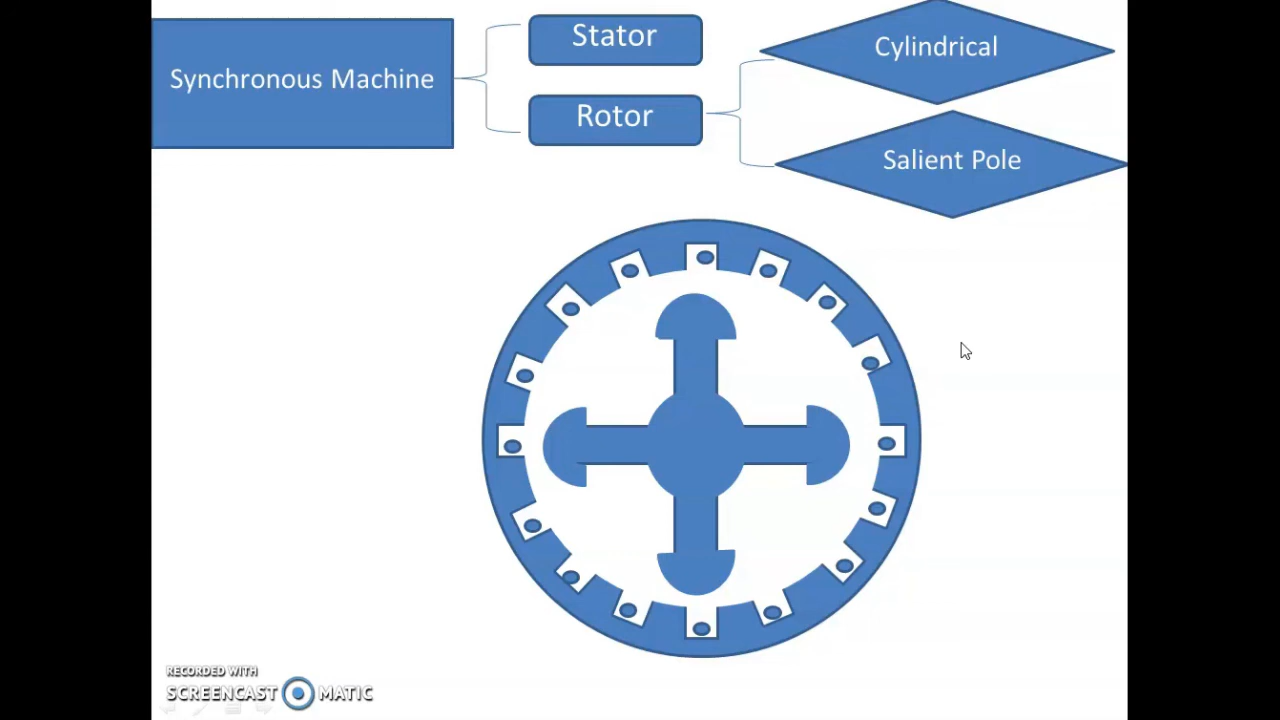 Synchronous Machine
Stator
Rotor
Cylindrical
Salient Pole
RECORDED WITH
SCREENCAST MATIC